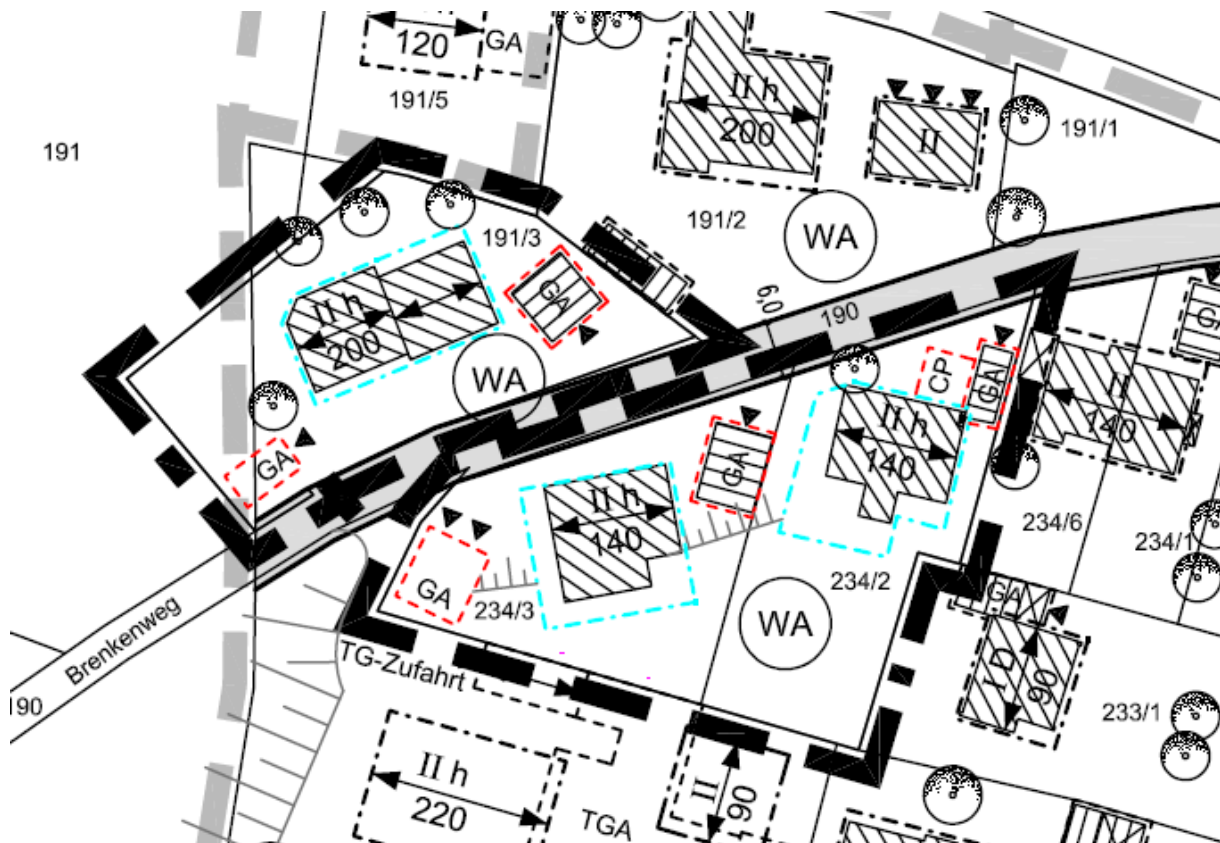 120
GA
191/5
II h
200
II
191/1
191
191/2
WA
191/3
GA
II h
200
6,0
190
WA
CP
GA
II
140
II h
140
GA
GA
II h
140
234/6
234/1
GA
234/3
234/2
GA
WA
I D
90
233/1
Brenkenweg
190
TG-Zufahrt
II h
220
II
190
TGA